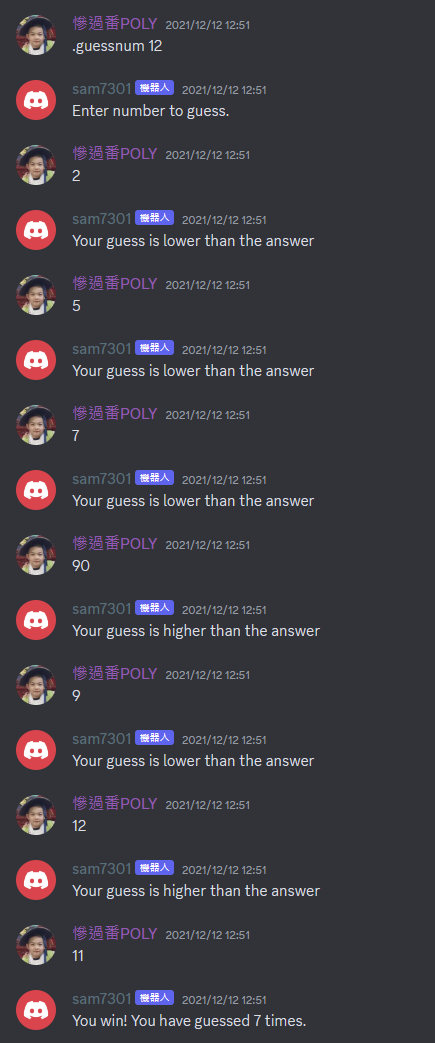 慘過番POLY 2021/12/12 12:51
.guessnum 12
sam7301 機器人 2021/12/12 12:51
Enter number to guess.
慘過番POLY 2021/12/12 12:51
2
sam7301 機器人 2021/12/12 12:51
Your guess is lower than the answer
慘過番POLY 2021/12/12 12:51
5
sam7301 機器人 2021/12/12 12:51
Your guess is lower than the answer
慘過番POLY 2021/12/12 12:51
7
sam7301 機器人 2021/12/12 12:51
Your guess is lower than the answer
慘過番POLY 2021/12/12 12:51
90
sam7301 機器人 2021/12/12 12:51
Your guess is higher than the answer
慘過番POLY 2021/12/12 12:51
9
sam7301 機器人 2021/12/12 12:51
Your guess is lower than the answer
慘過番POLY 2021/12/12 12:51
12
sam7301 機器人 2021/12/12 12:51
Your guess is higher than the answer
慘過番POLY 2021/12/12 12:51
11
sam7301 機器人 2021/12/12 12:51
You win! You have guessed 7 times.